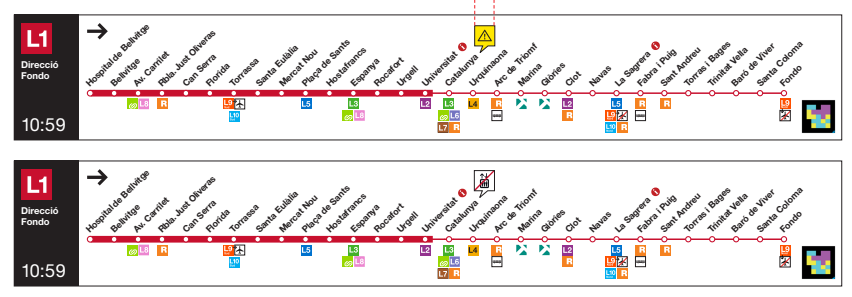 L1
Direcció
Fondo
10:59
Hospital de Bellvitge
Bellvitge
Av. Carrilet
Rbla. Just Oliveras
Can Serra
Florida
Torrassa
Santa Eulàlia
Mercat Nou
Plaça de Sants
Hostafrancs
Espanya
Rocafort
Urgell
Universitat
Catalunya
Urquinaona
Arc de Triomf
Marina
Glòries
Clot
Navas
La Sagrera
Fabra i Puig
Sant Andreu
Torras i Bages
Trinitat Vella
Baró de Viver
Santa Coloma
Fondo
L8 R L9 L5 L3 L2 L3 L4 R L2 L5 R R L9
L10 L8 L6 R L9
L7 R L10 R
L1
Direcció
Fondo
10:59
Hospital de Bellvitge
Bellvitge
Av. Carrilet
Rbla. Just Oliveras
Can Serra
Florida
Torrassa
Santa Eulàlia
Mercat Nou
Plaça de Sants
Hostafrancs
Espanya
Rocafort
Urgell
Universitat
Catalunya
Urquinaona
Arc de Triomf
Marina
Glòries
Clot
Navas
La Sagrera
Fabra i Puig
Sant Andreu
Torras i Bages
Trinitat Vella
Baró de Viver
Santa Coloma
Fondo
L8 R L9 L5 L3 L2 L3 L4 R L2 L5 R R L9
L10 L8 L6 R L9
L7 R L10 R